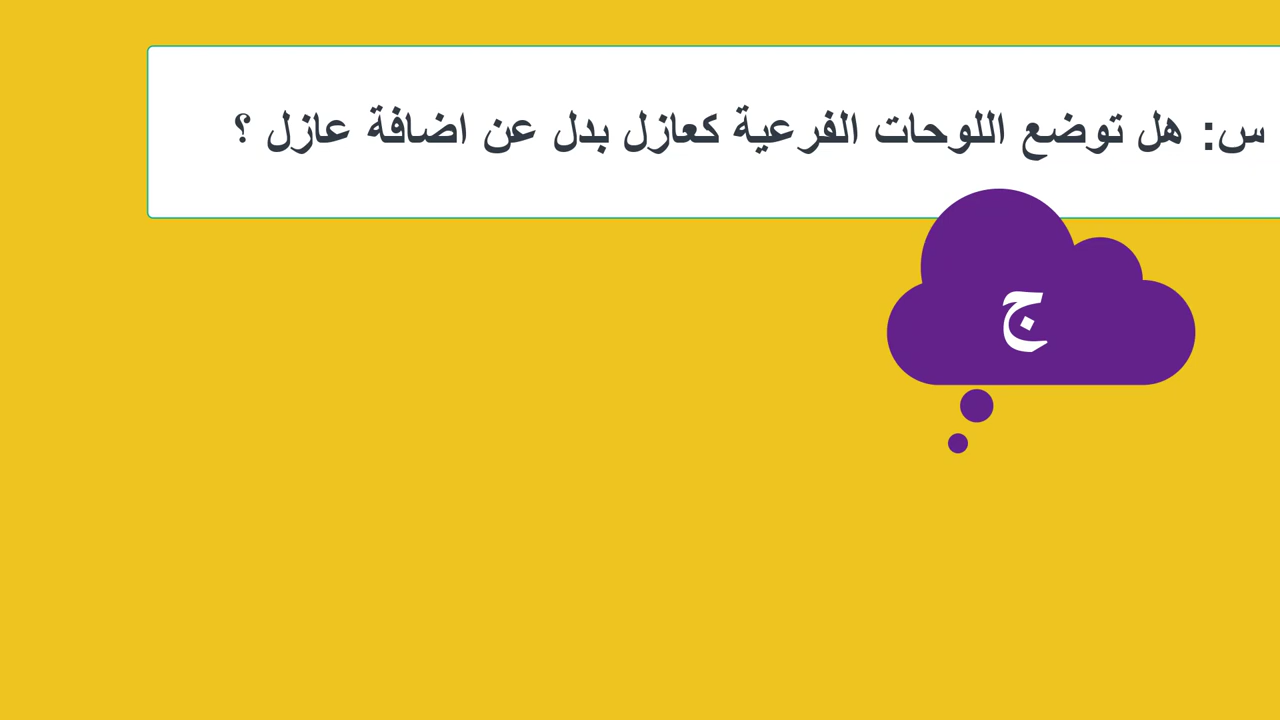 س: هل توضع اللوحات الفرعية كعازل بدل عن اضافة عازل ؟
ج